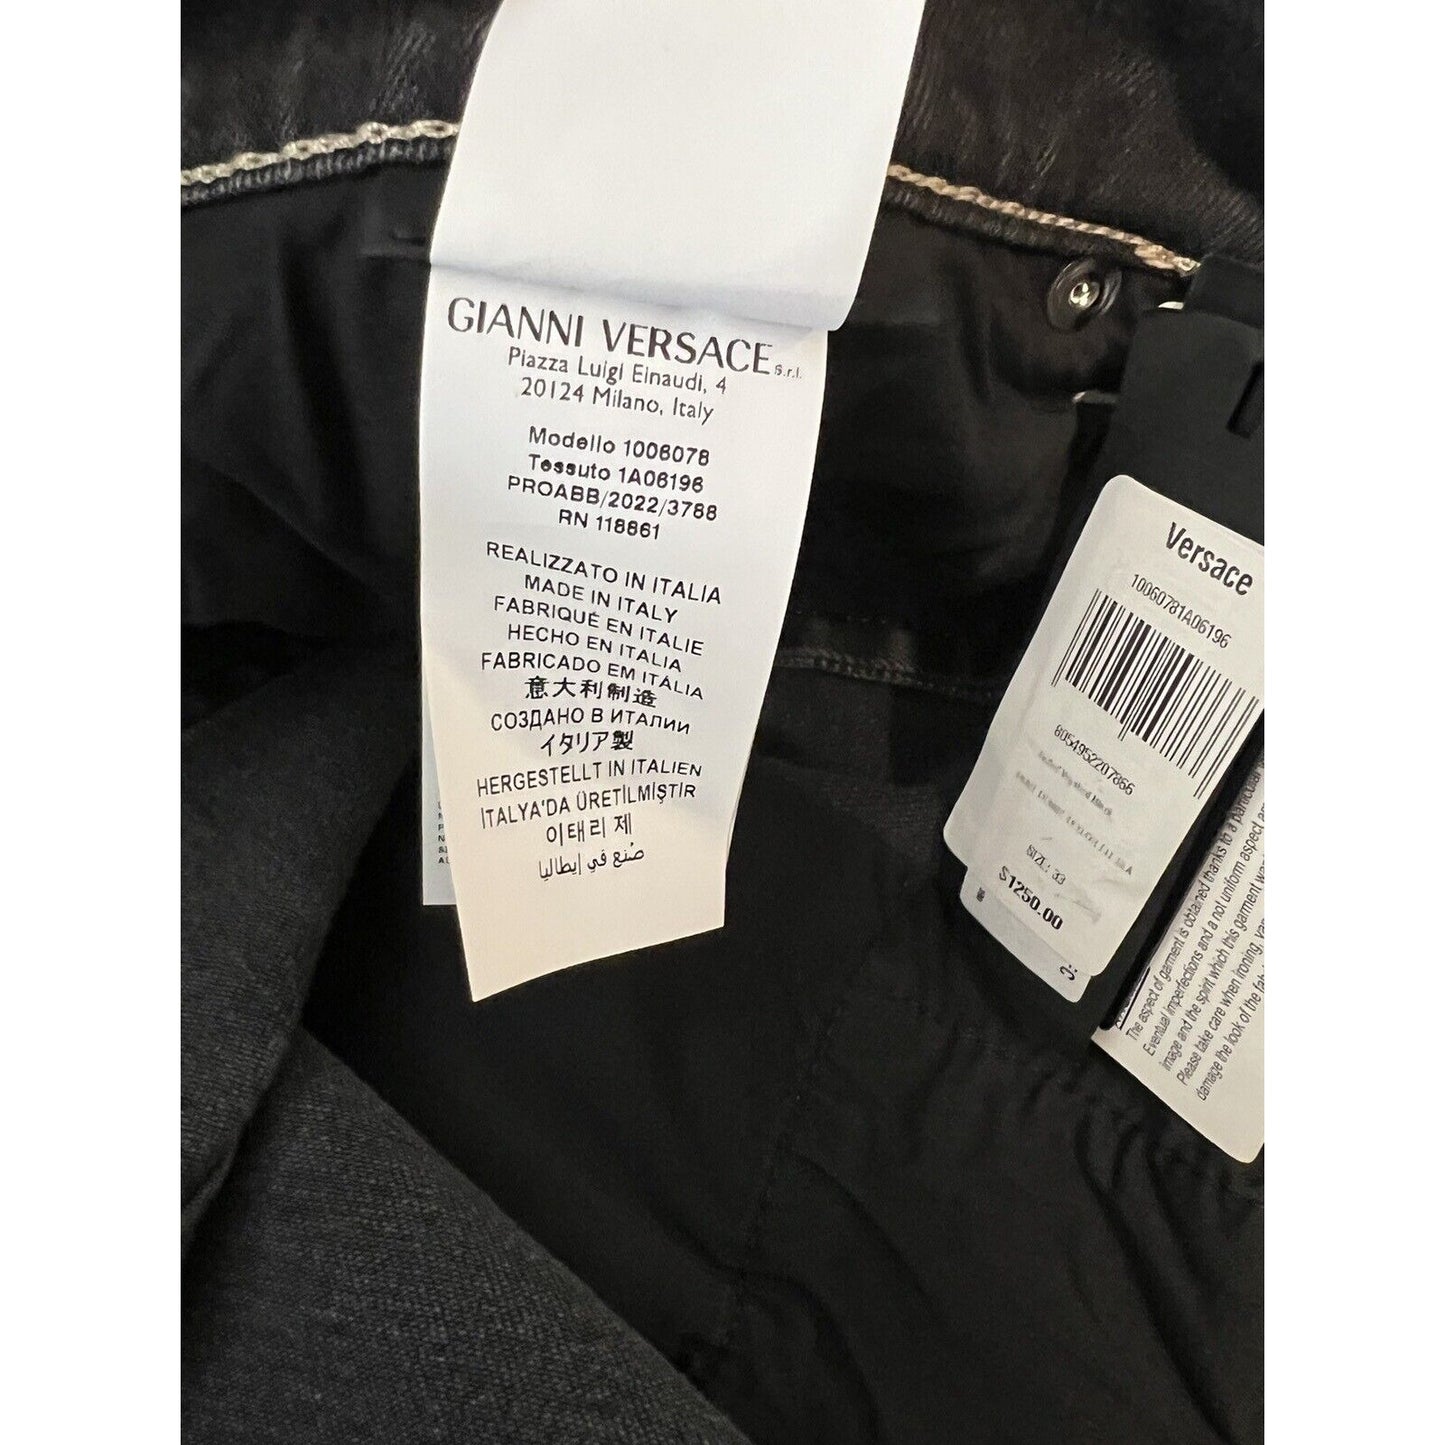 GIANNI VERSACE S.r.l.
Piazza Luigi Einaudi, 4
20124 Milano, Italy
Modello 1006078
Tessuto 1A06196
PROABB/2022/3788
RN 118861
REALIZZATO IN ITALIA
MADE IN ITALY
FABRIQUÉ EN ITALIE
HECHO EN ITALIA
FABRICADO EM ITÁLIA
意大利制造
СОЗДАНО В ИТАЛИИ
イタリア製
HERGESTELLT IN ITALIEN
İTALYA'DA ÜRETİLMİŞTİR
이태리 제
صُنع في إيطاليا
Versace
10060781A06196
8054952207866
SIZE: 33
$1250.00
The aspect of garment is obtained thanks to a particular
Eventual imperfections and a not uniform aspect
image and the spirit which this garment
Please take care when ironing,
damage the look of the